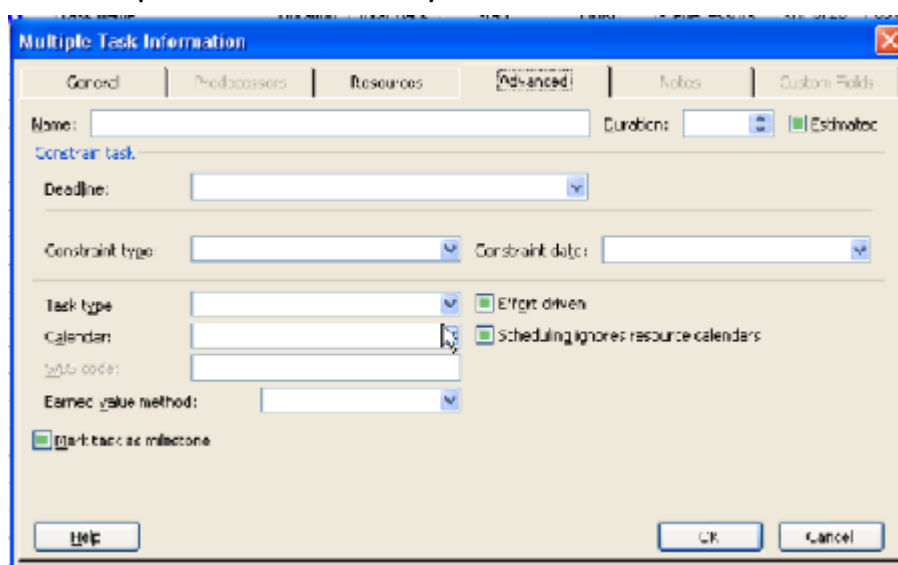 Multiple Task Information
General Predecessors Resources Advanced Notes Custom Fields
Name: Duration: Estimated
Constrain task
Deadline:
Constraint type: Constraint date:
Task type Effort driven
Calendar: Scheduling ignores resource calendars
WBS code:
Earned value method:
Mark task as milestone
Help OK Cancel